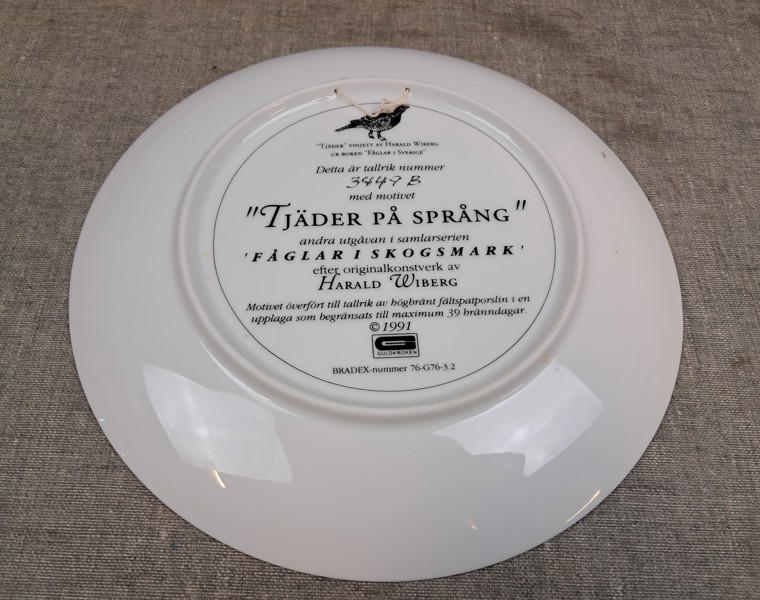 "Tjäder" vinjett av Harald Wiberg
ur boken "Fåglar i Sverige"
Detta är tallrik nummer
3449 B
med motivet
"Tjäder på språng"
andra utgåvan i samlarserien
'FÅGLAR I SKOGSMARK'
efter originalkonstverk av
Harald Wiberg
Motivet överfört till tallrik av högbränt fältspatporslin i en
upplaga som begränsats till maximum 39 bränndagar.
© 1991
G
GULDKROKEN
BRADEX-nummer 76-G76-3.2